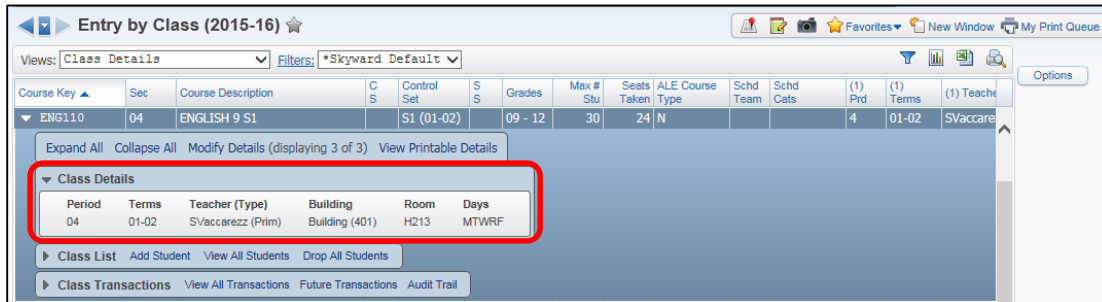 Entry by Class (2015-16)
Favorites New Window My Print Queue
Views: Class Details Filters: *Skyward Default
Options
Course Key Sec Course Description C S Control Set S S Grades Max # Stu Seats Taken ALE Course Type Schd Team Schd Cats (1) Prd (1) Terms (1) Teache
ENG110 04 ENGLISH 9 S1 S1 (01-02) 09 - 12 30 24 N 4 01-02 SVaccare
Expand All Collapse All Modify Details (displaying 3 of 3) View Printable Details
Class Details
Period Terms Teacher (Type) Building Room Days
04 01-02 SVaccarezz (Prim) Building (401) H213 MTWRF
Class List Add Student View All Students Drop All Students
Class Transactions View All Transactions Future Transactions Audit Trail